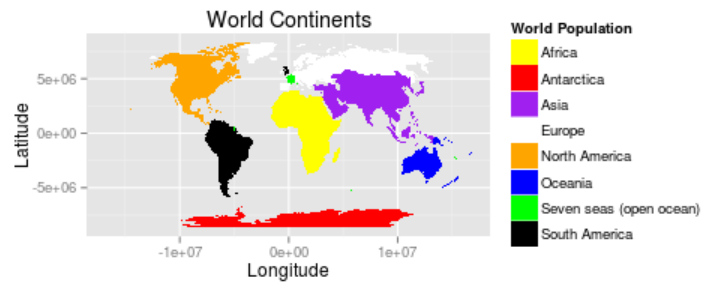 World Continents
World Population
Africa
Antarctica
Asia
Europe
North America
Oceania
Seven seas (open ocean)
South America
Latitude
5e+06
0e+00
-5e+06
-1e+07
0e+00
1e+07
Longitude